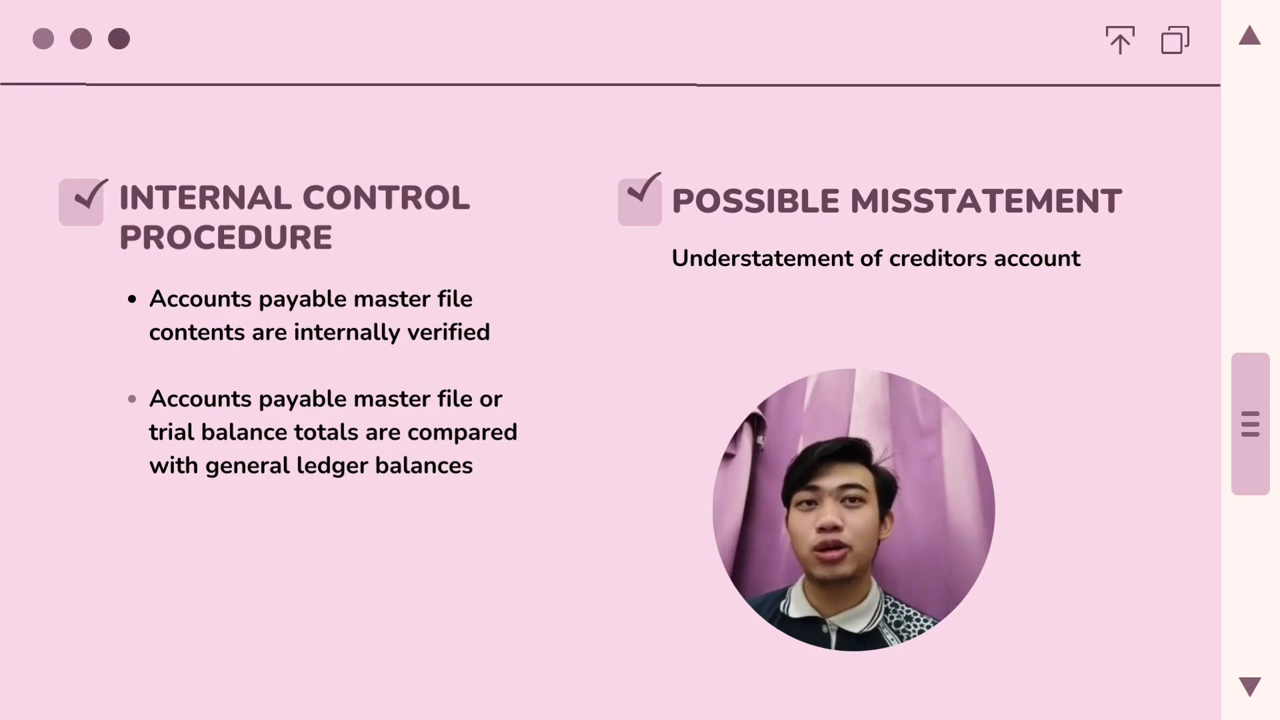 INTERNAL CONTROL
PROCEDURE
Accounts payable master file
contents are internally verified
Accounts payable master file or
trial balance totals are compared
with general ledger balances
POSSIBLE MISSTATEMENT
Understatement of creditors account